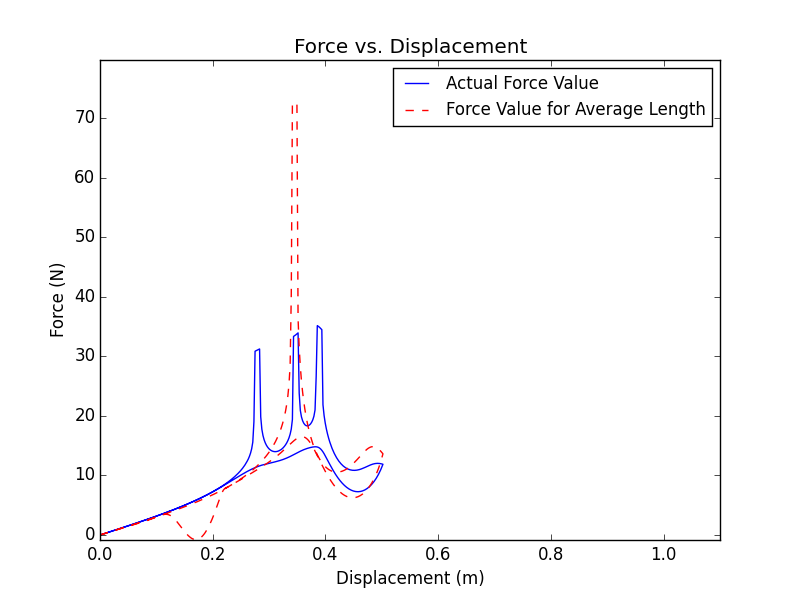 Force vs. Displacement
Actual Force Value
Force Value for Average Length
Force (N)
70
60
50
40
30
20
10
0
0.0 0.2 0.4 0.6 0.8 1.0
Displacement (m)